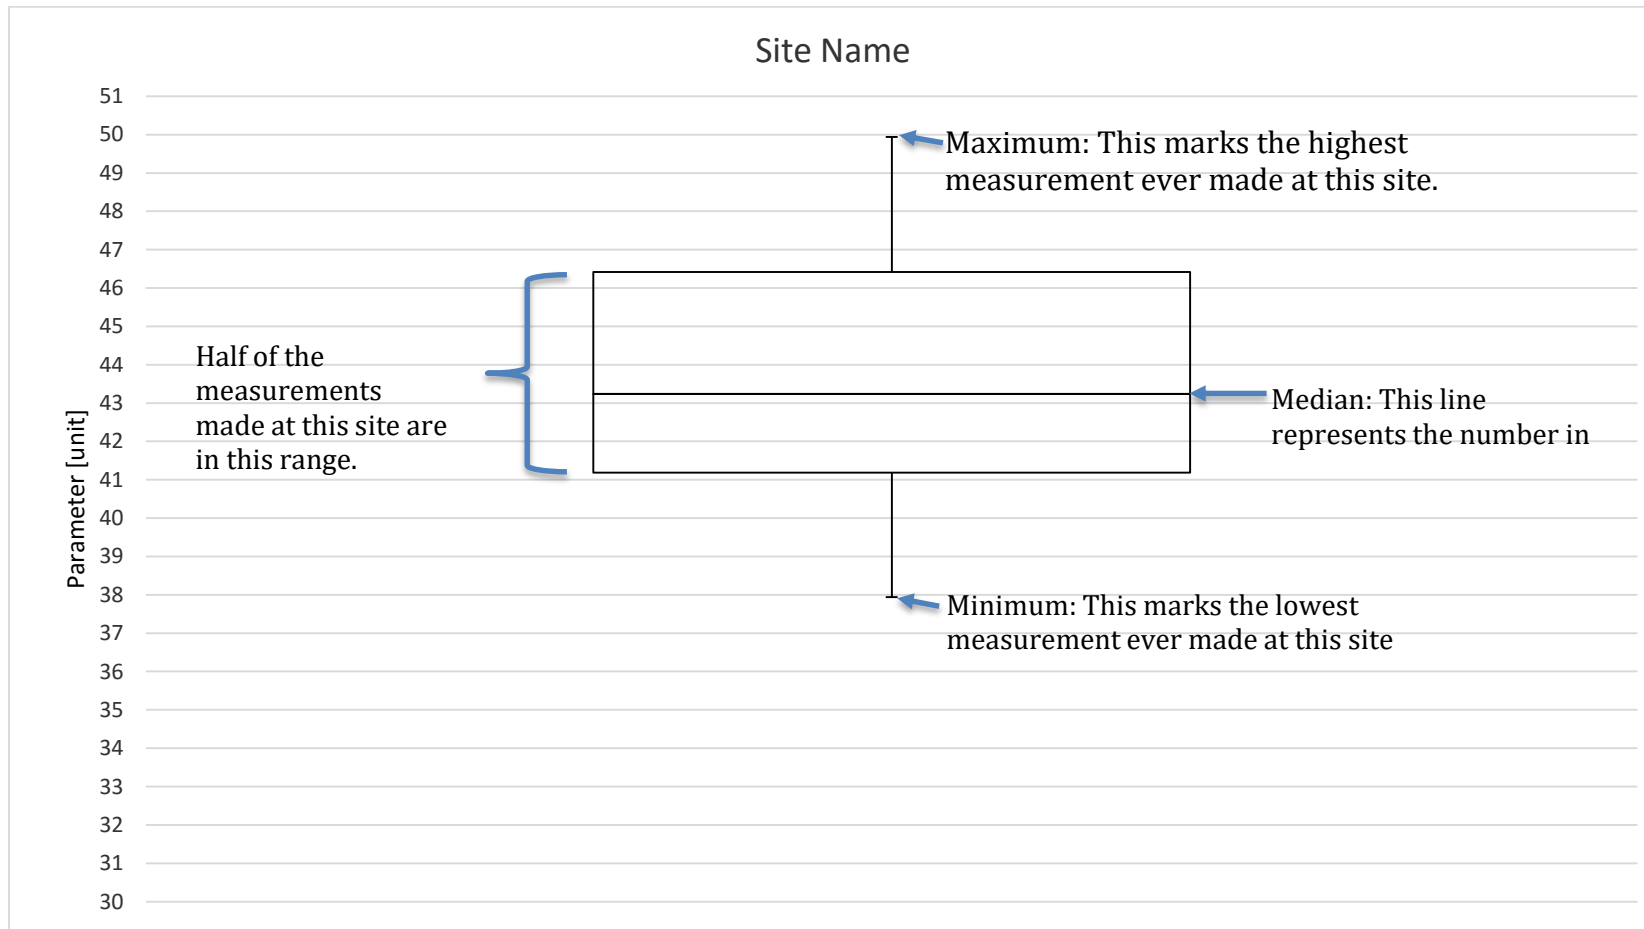 Site Name
51
50
49
48
47
46
45
44
43
42
41
40
39
38
37
36
35
34
33
32
31
30
Parameter [unit]
Maximum: This marks the highest
measurement ever made at this site.
Half of the
measurements
made at this site are
in this range.
Median: This line
represents the number in
Minimum: This marks the lowest
measurement ever made at this site